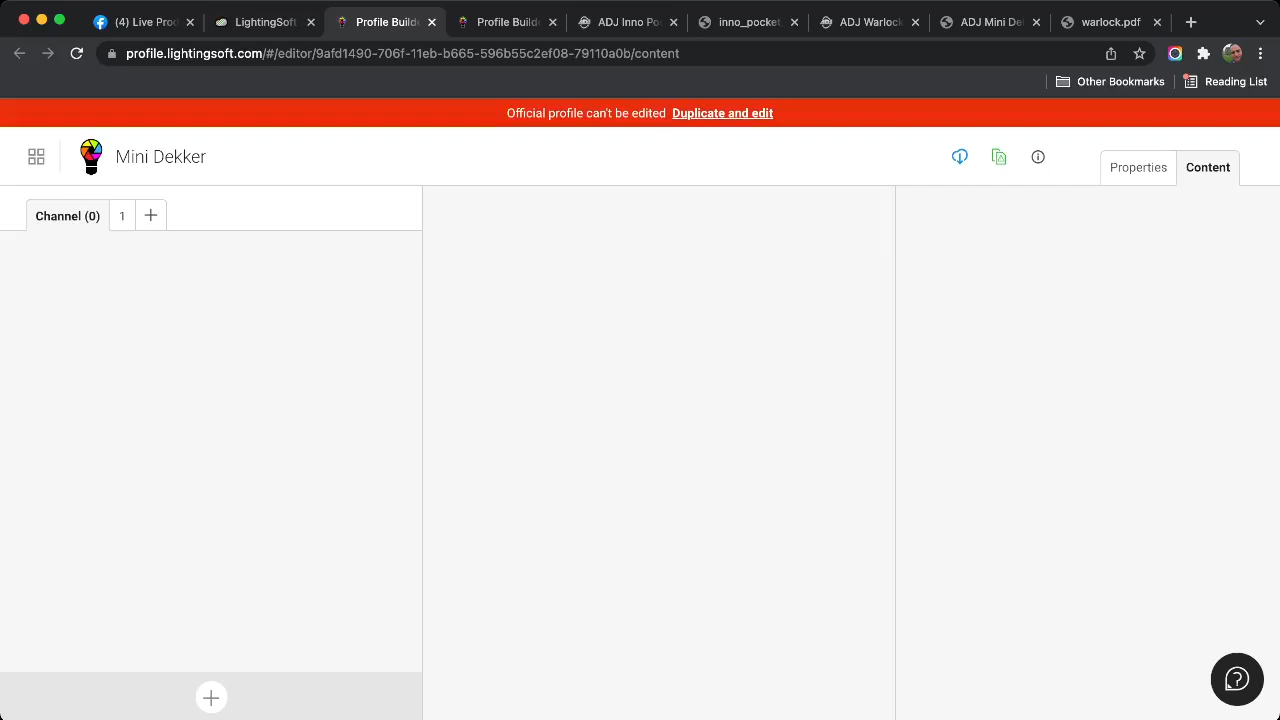 (4) Live Prod
LightingSoft
Profile Builde
Profile Builde
ADJ Inno Po
inno_pocket
ADJ Warlock
ADJ Mini De
warlock.pdf
profile.lightingsoft.com/#/editor/9afd1490-706f-11eb-b665-596b55c2ef08-79110a0b/content
Other Bookmarks
Reading List
Official profile can't be edited Duplicate and edit
Mini Dekker
Properties
Content
Channel (0)
1